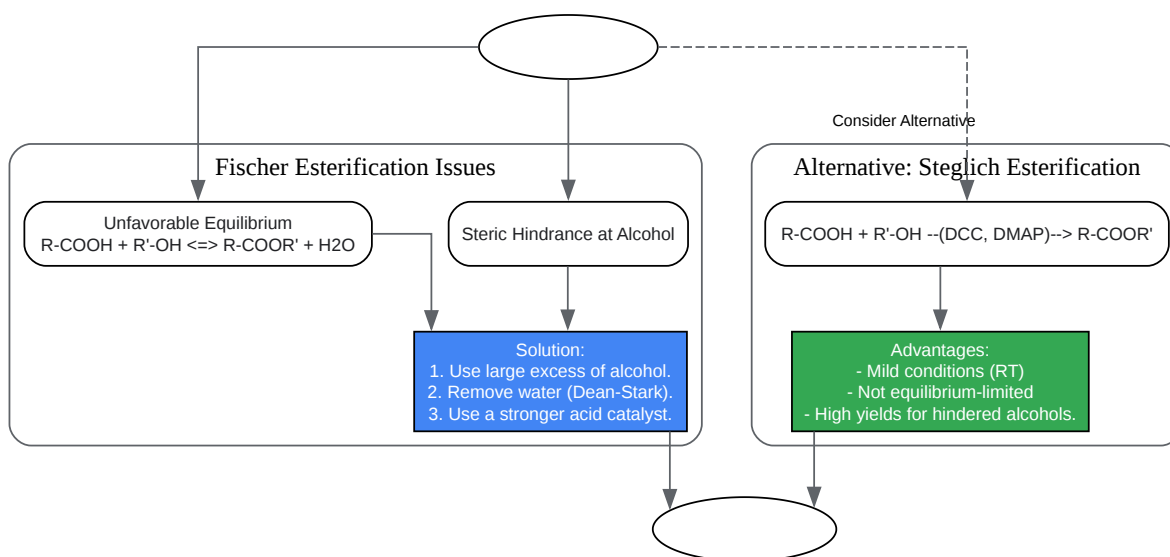 Consider Alternative
Fischer Esterification Issues
Alternative: Steglich Esterification
Unfavorable Equilibrium
R-COOH + R'-OH <=> R-COOR' + H2O
Steric Hindrance at Alcohol
R-COOH + R'-OH --(DCC, DMAP)--> R-COOR'
Solution:
1. Use large excess of alcohol.
2. Remove water (Dean-Stark).
3. Use a stronger acid catalyst.
Advantages:
- Mild conditions (RT)
- Not equilibrium-limited
- High yields for hindered alcohols.